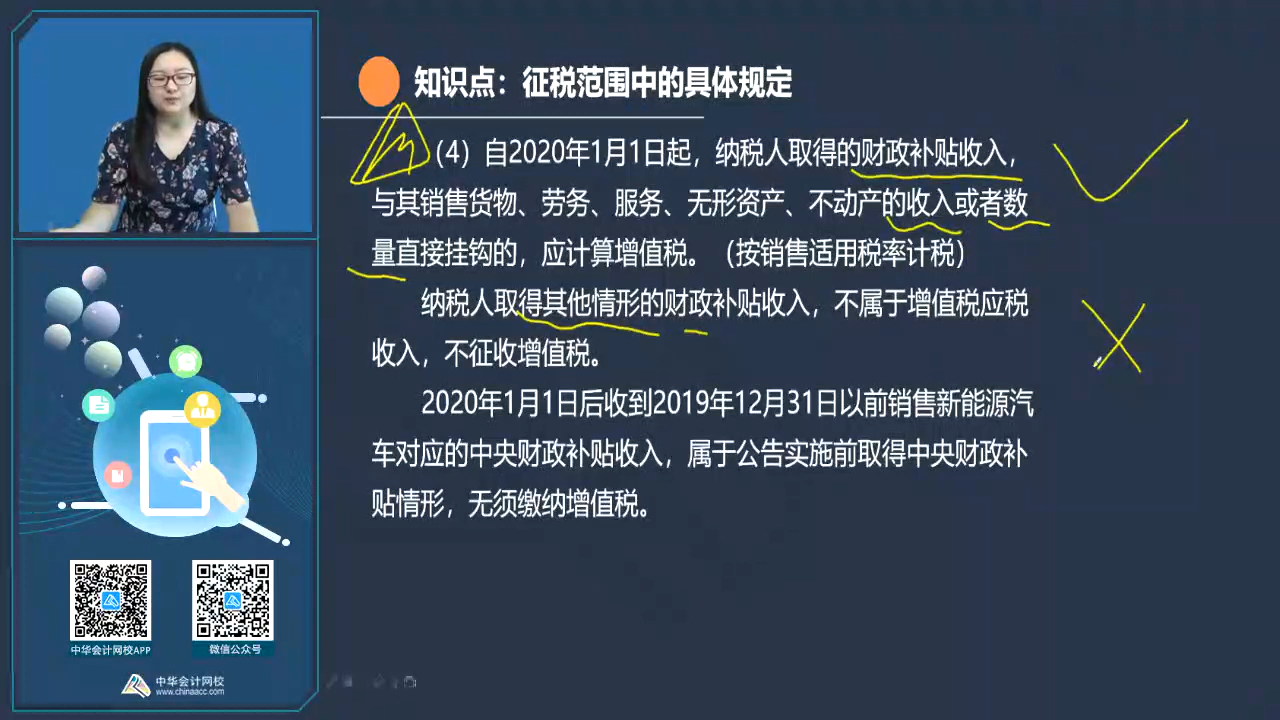 知识点：征税范围中的具体规定
（4）自2020年1月1日起，纳税人取得的财政补贴收入，
与其销售货物、劳务、服务、无形资产、不动产的收入或者数
量直接挂钩的，应计算增值税。（按销售适用税率计税）
纳税人取得其他情形的财政补贴收入，不属于增值税应税
收入，不征收增值税。
2020年1月1日后收到2019年12月31日以前销售新能源汽
车对应的中央财政补贴收入，属于公告实施前取得中央财政补
贴情形，无须缴纳增值税。
中华会计网校APP
微信公众号
中华会计网校
www.chinaacc.com